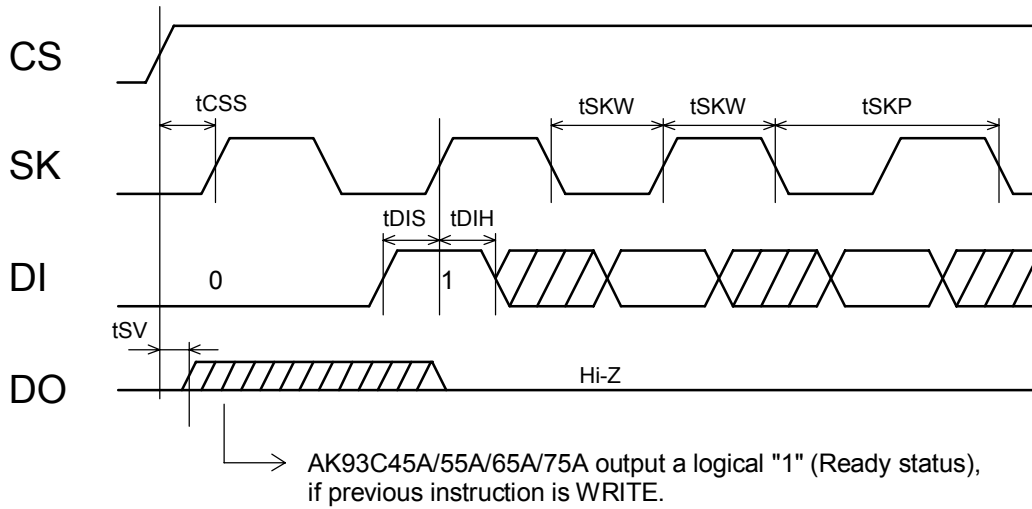 CS
tCSS
tSKW tSKW tSKP
SK
tDIS tDIH
DI 0 1
tSV
DO Hi-Z
AK93C45A/55A/65A/75A output a logical "1" (Ready status),
if previous instruction is WRITE.